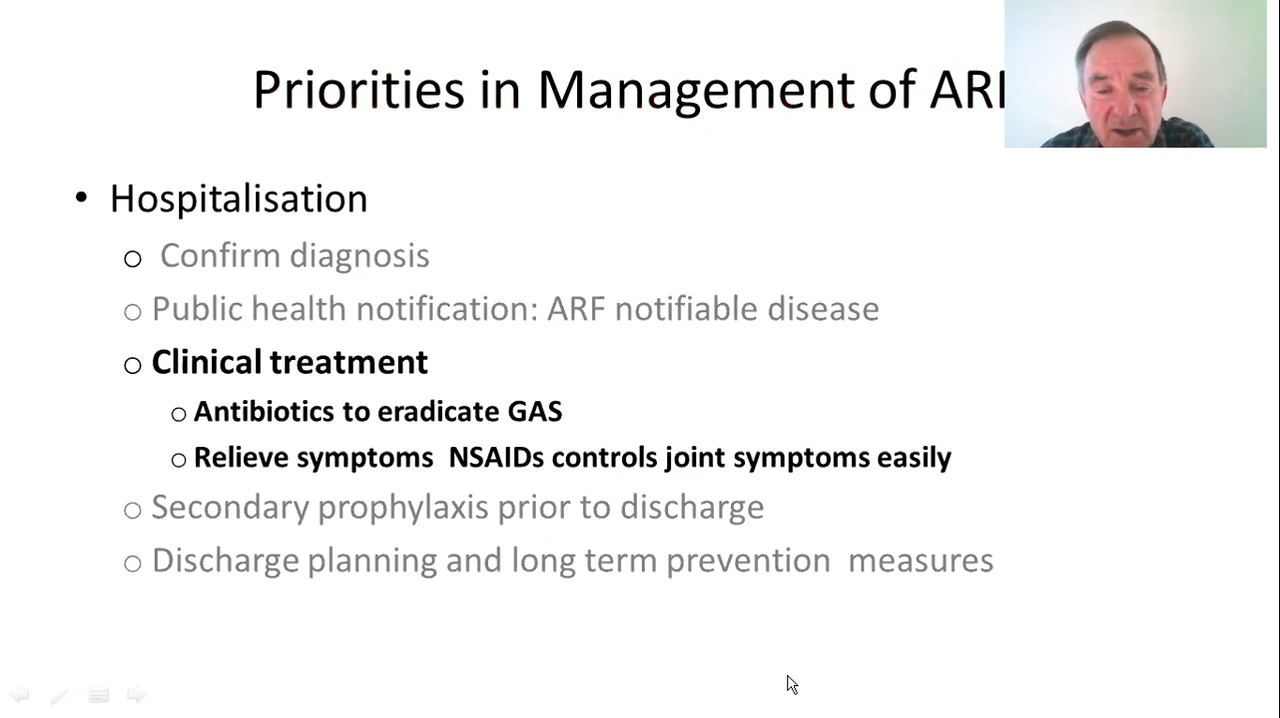 Priorities in Management of ARF
• Hospitalisation
o Confirm diagnosis
o Public health notification: ARF notifiable disease
o Clinical treatment
o Antibiotics to eradicate GAS
o Relieve symptoms NSAIDs controls joint symptoms easily
o Secondary prophylaxis prior to discharge
o Discharge planning and long term prevention measures